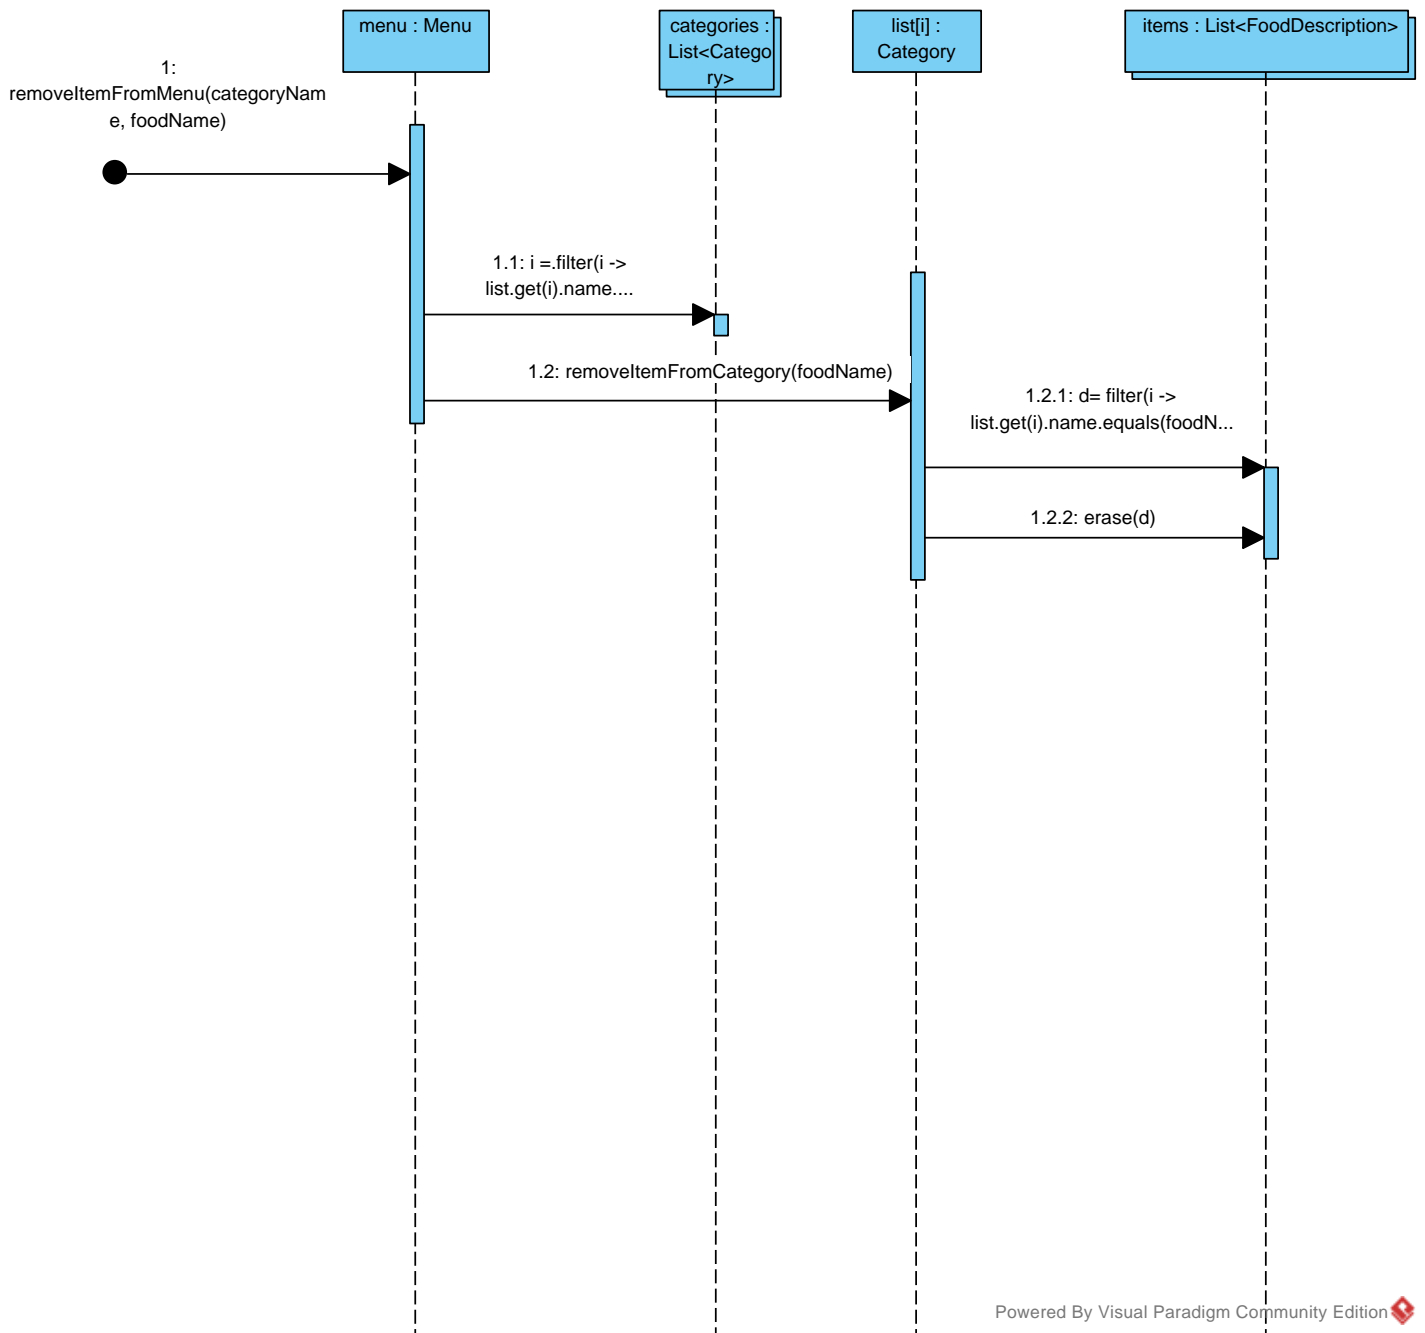 menu : Menu
categories :
List<Catego
ry>
list[i] :
Category
items : List<FoodDescription>
1:
removeItemFromMenu(categoryNam
e, foodName)
1.1: i =.filter(i ->
list.get(i).name....
1.2: removeItemFromCategory(foodName)
1.2.1: d= filter(i ->
list.get(i).name.equals(foodN...
1.2.2: erase(d)
Powered By Visual Paradigm Community Edition